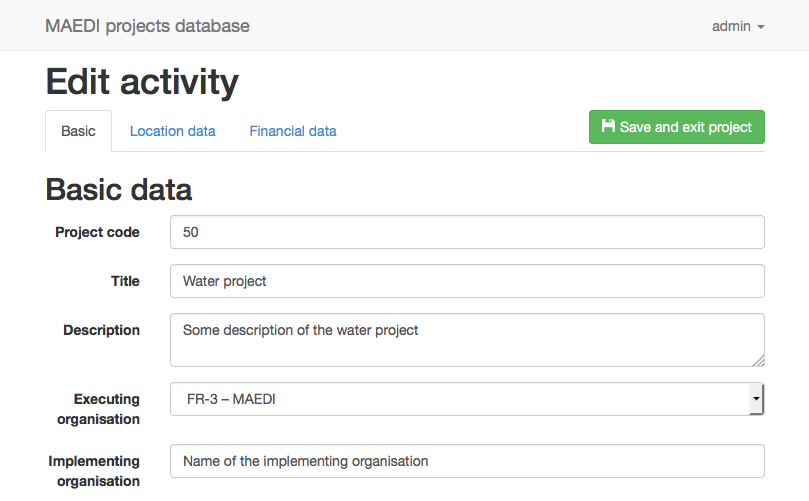 MAEDI projects database
admin
Edit activity
Basic
Location data
Financial data
Save and exit project
Basic data
Project code
50
Title
Water project
Description
Some description of the water project
Executing
organisation
FR-3 – MAEDI
Implementing
organisation
Name of the implementing organisation